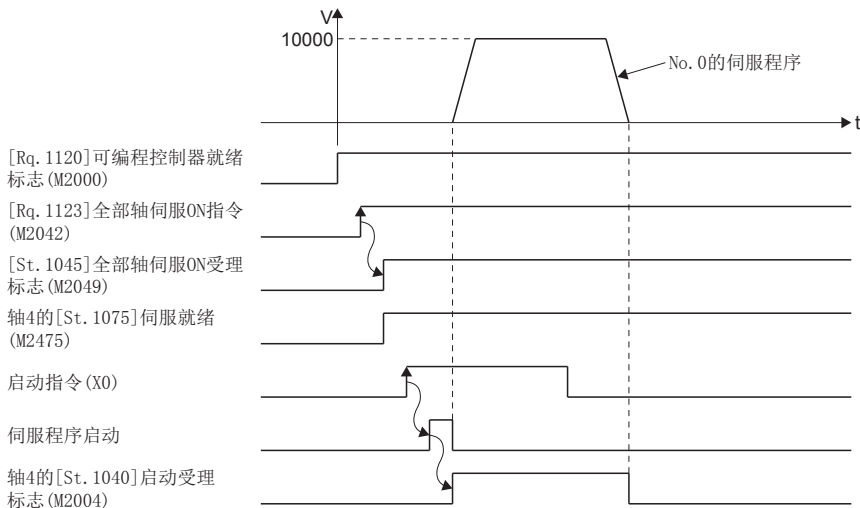 V
10000
No.0的伺服程序
t
[Rq.1120]可编程控制器就绪
标志(M2000)
[Rq.1123]全部轴伺服ON指令
(M2042)
[St.1045]全部轴伺服ON受理
标志(M2049)
轴4的[St.1075]伺服就绪
(M2475)
启动指令(X0)
伺服程序启动
轴4的[St.1040]启动受理
标志(M2004)